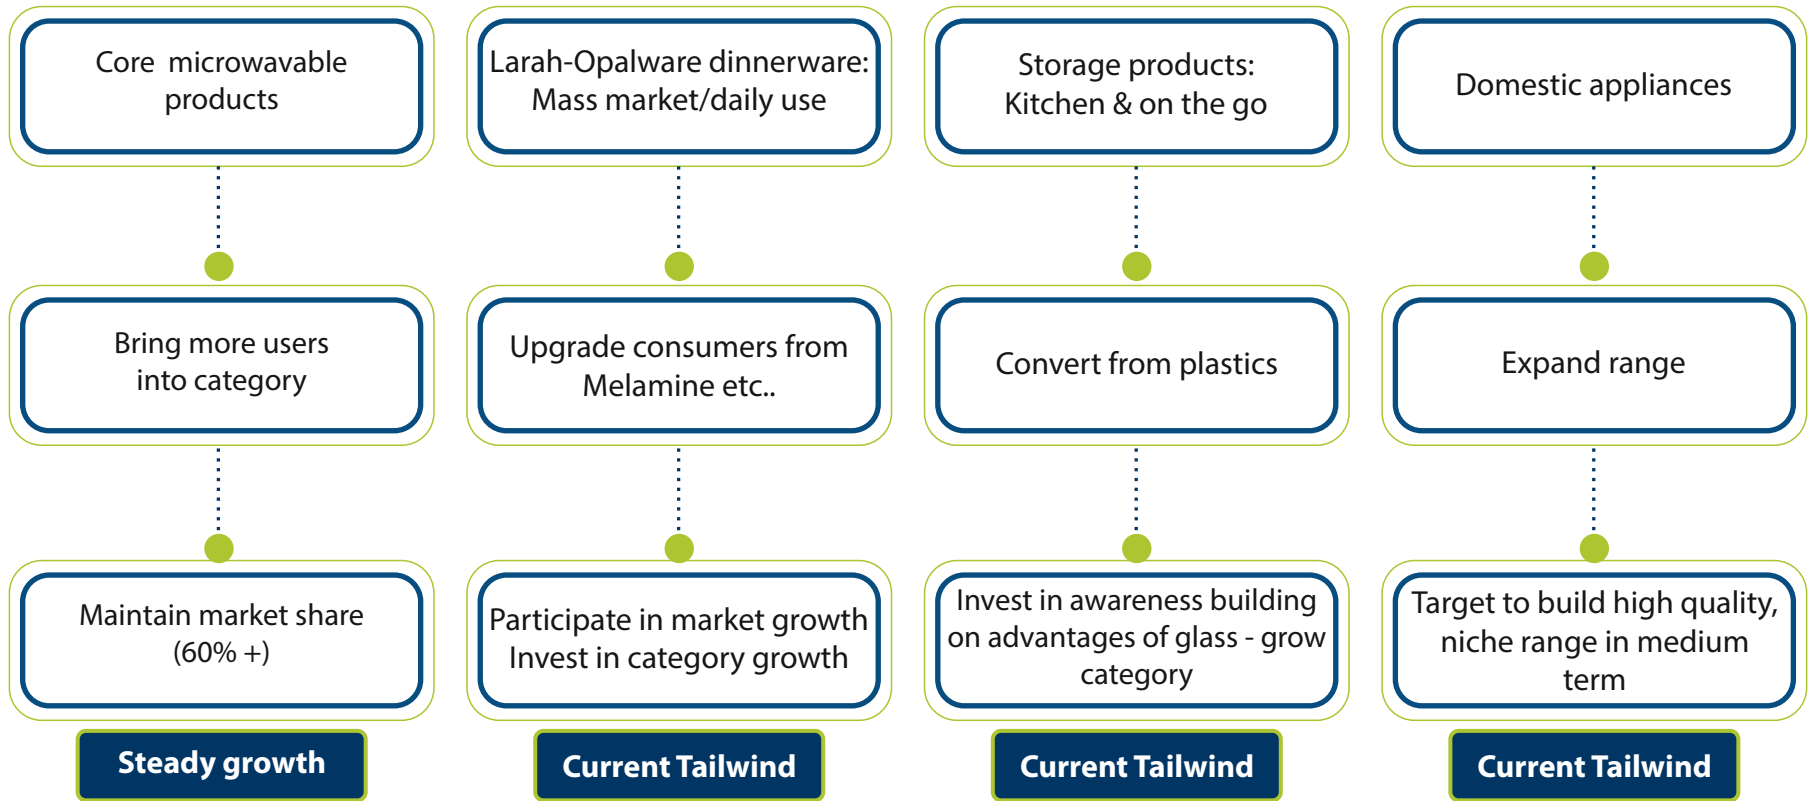 Core microwavable
products
Larah-Opalware dinnerware:
Mass market/daily use
Storage products:
Kitchen & on the go
Domestic appliances
Bring more users
into category
Upgrade consumers from
Melamine etc..
Convert from plastics
Expand range
Maintain market share
(60% +)
Participate in market growth
Invest in category growth
Invest in awareness building
on advantages of glass - grow
category
Target to build high quality,
niche range in medium
term
Steady growth
Current Tailwind
Current Tailwind
Current Tailwind